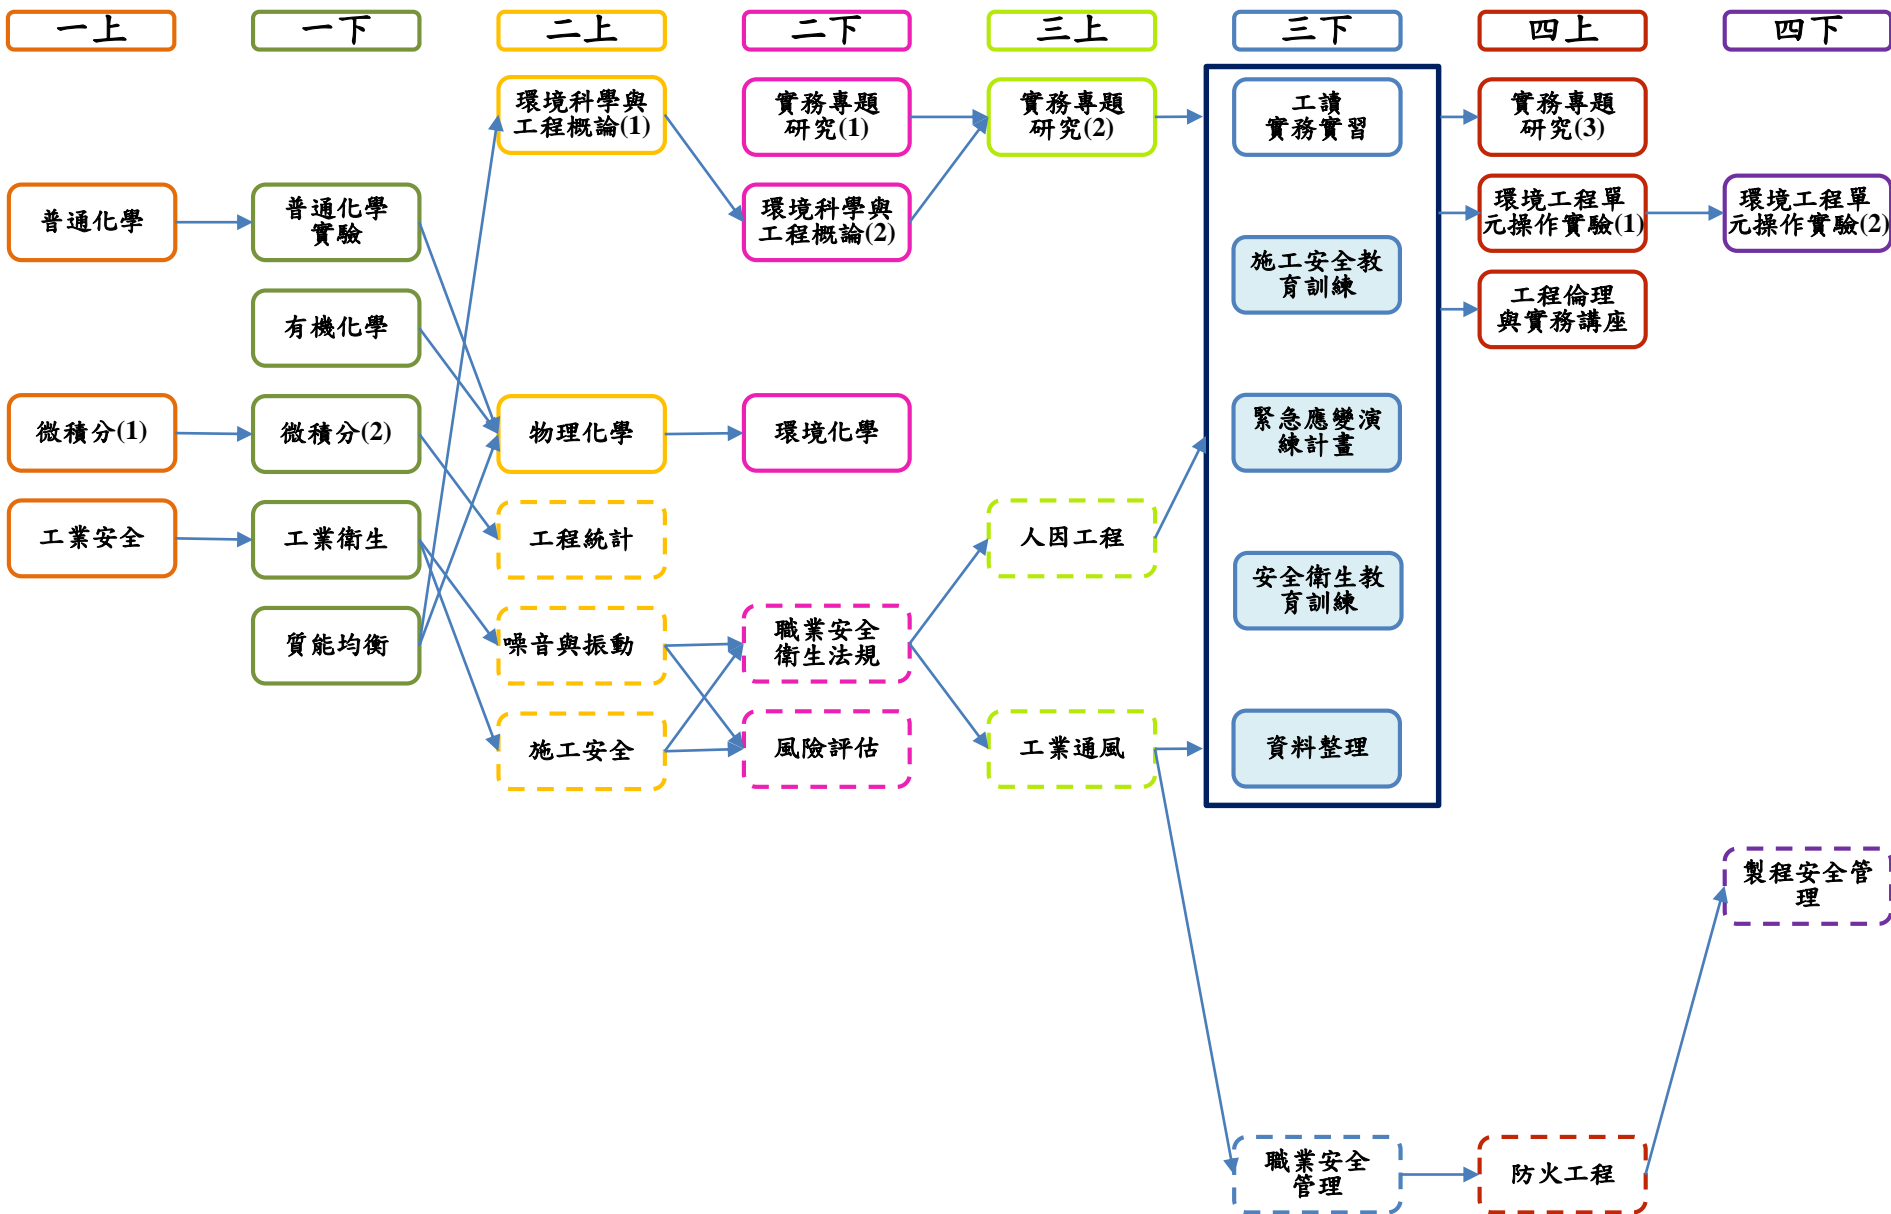 一上
一下
二上
二下
三上
三下
四上
四下
環境科學與
工程概論(1)
實務專題
研究(1)
實務專題
研究(2)
工讀
實務實習
實務專題
研究(3)
普通化學
普通化學
實驗
環境科學與
工程概論(2)
環境工程單
元操作實驗(1)
環境工程單
元操作實驗(2)
施工安全教
育訓練
工程倫理
與實務講座
有機化學
微積分(1)
微積分(2)
物理化學
環境化學
緊急應變演
練計畫
工業安全
工業衛生
工程統計
人因工程
安全衛生教
育訓練
質能均衡
噪音與振動
職業安全
衛生法規
施工安全
風險評估
工業通風
資料整理
製程安全管
理
職業安全
管理
防火工程